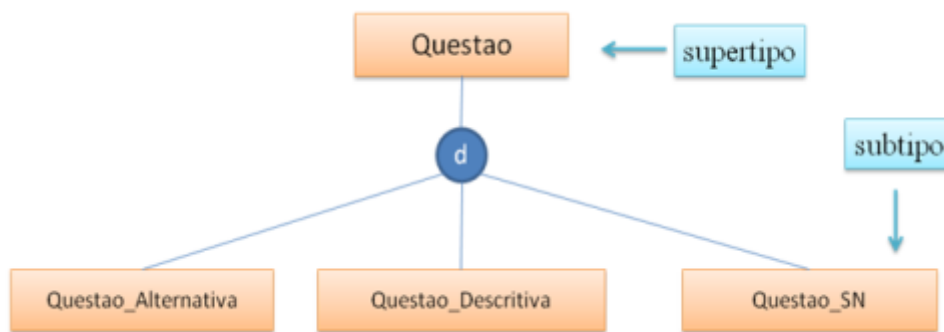 Questao
supertipo
d
subtipo
Questao_Alternativa
Questao_Descritiva
Questao_SN